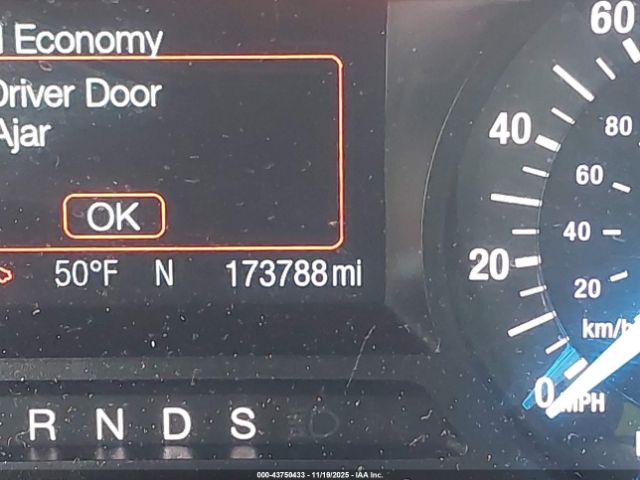 Economy
Driver Door
Ajar
OK
50°F N 173788 mi
R N D S
60
40
20
0 MPH
80
60
40
20
km/h
000-43750433 - 11/19/2025 - IAA Inc.